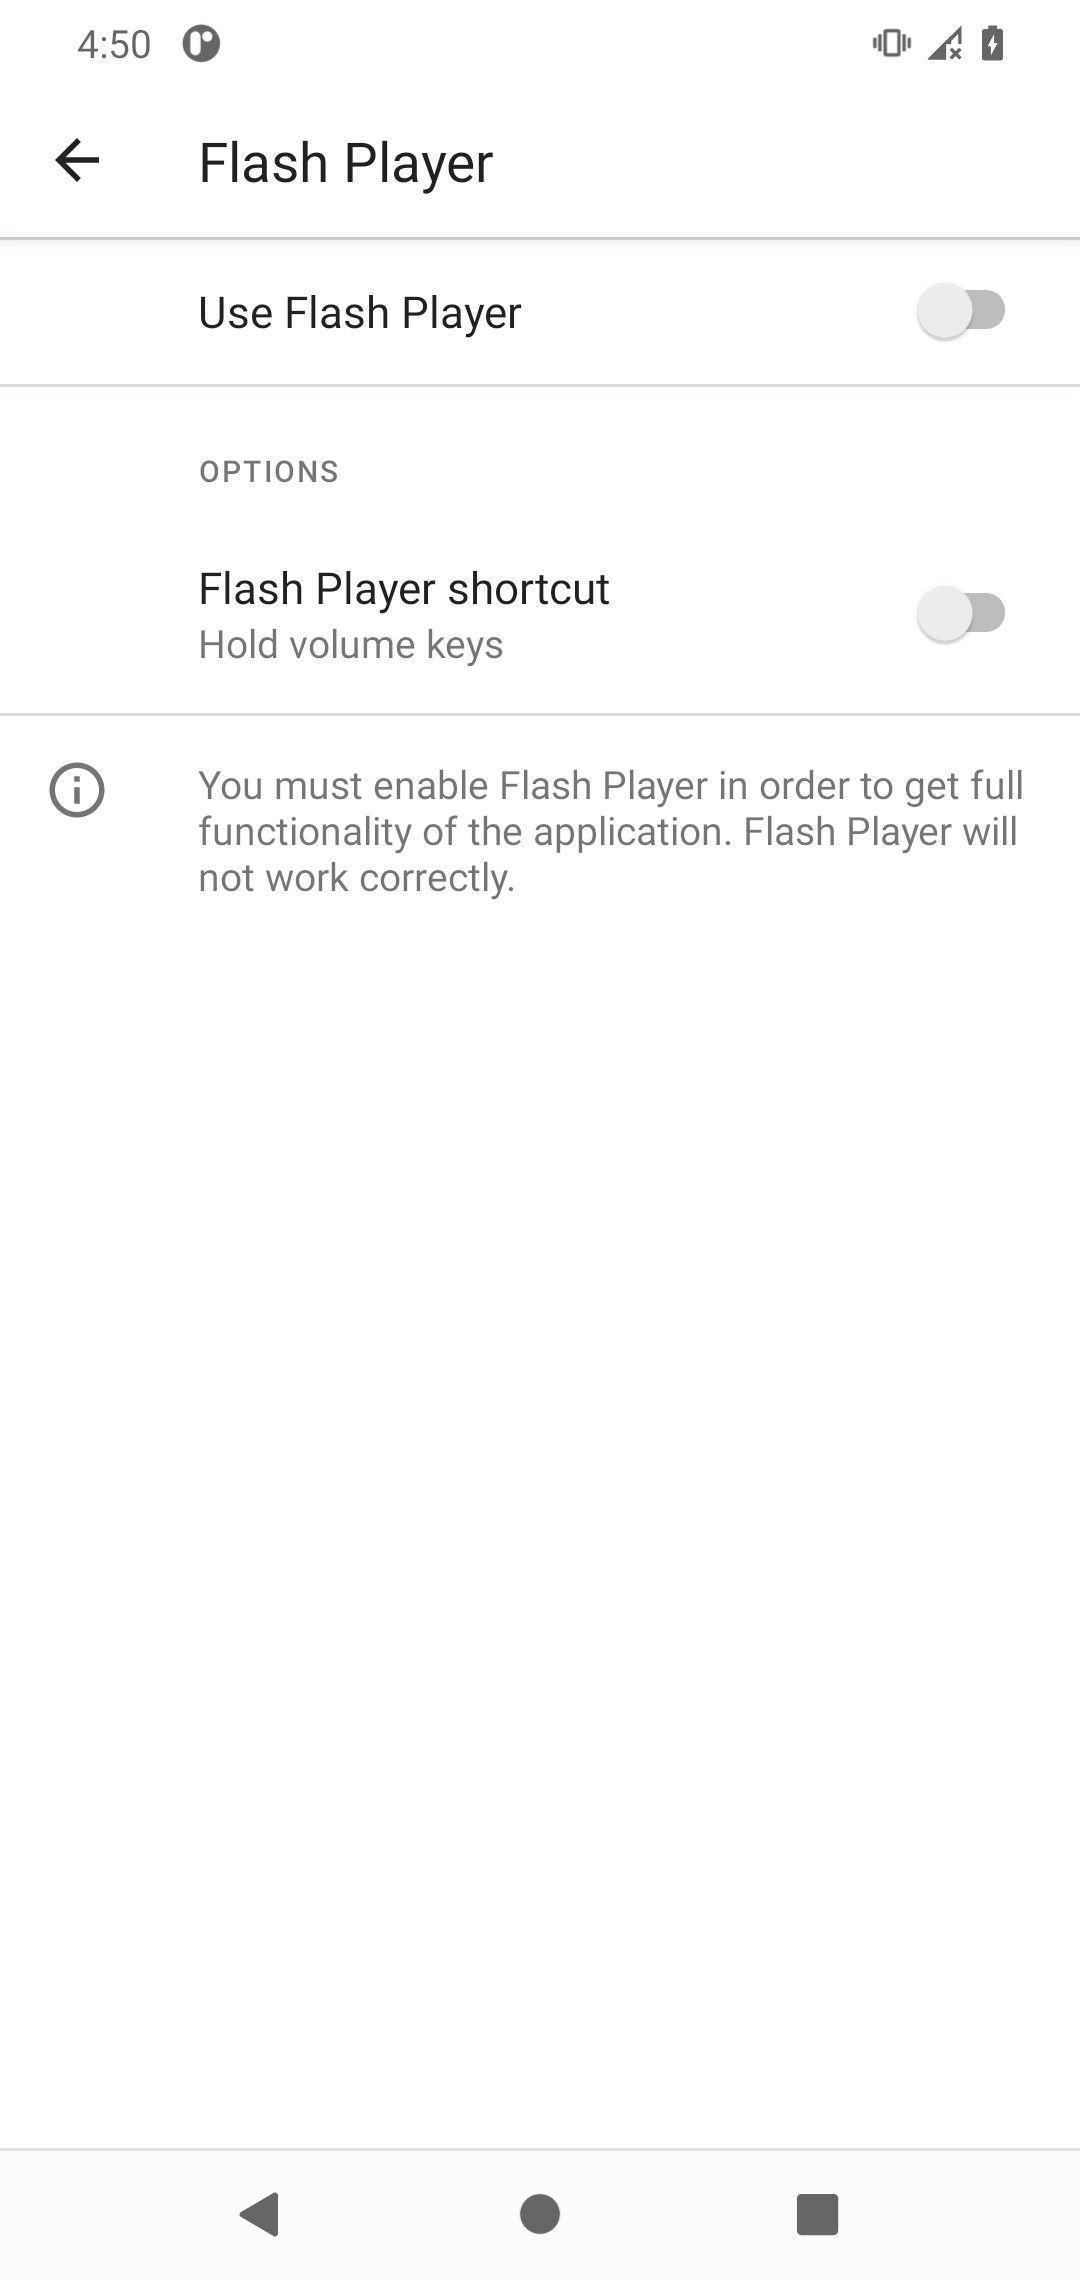 4:50
Flash Player
Use Flash Player
OPTIONS
Flash Player shortcut
Hold volume keys
You must enable Flash Player in order to get full
functionality of the application. Flash Player will
not work correctly.